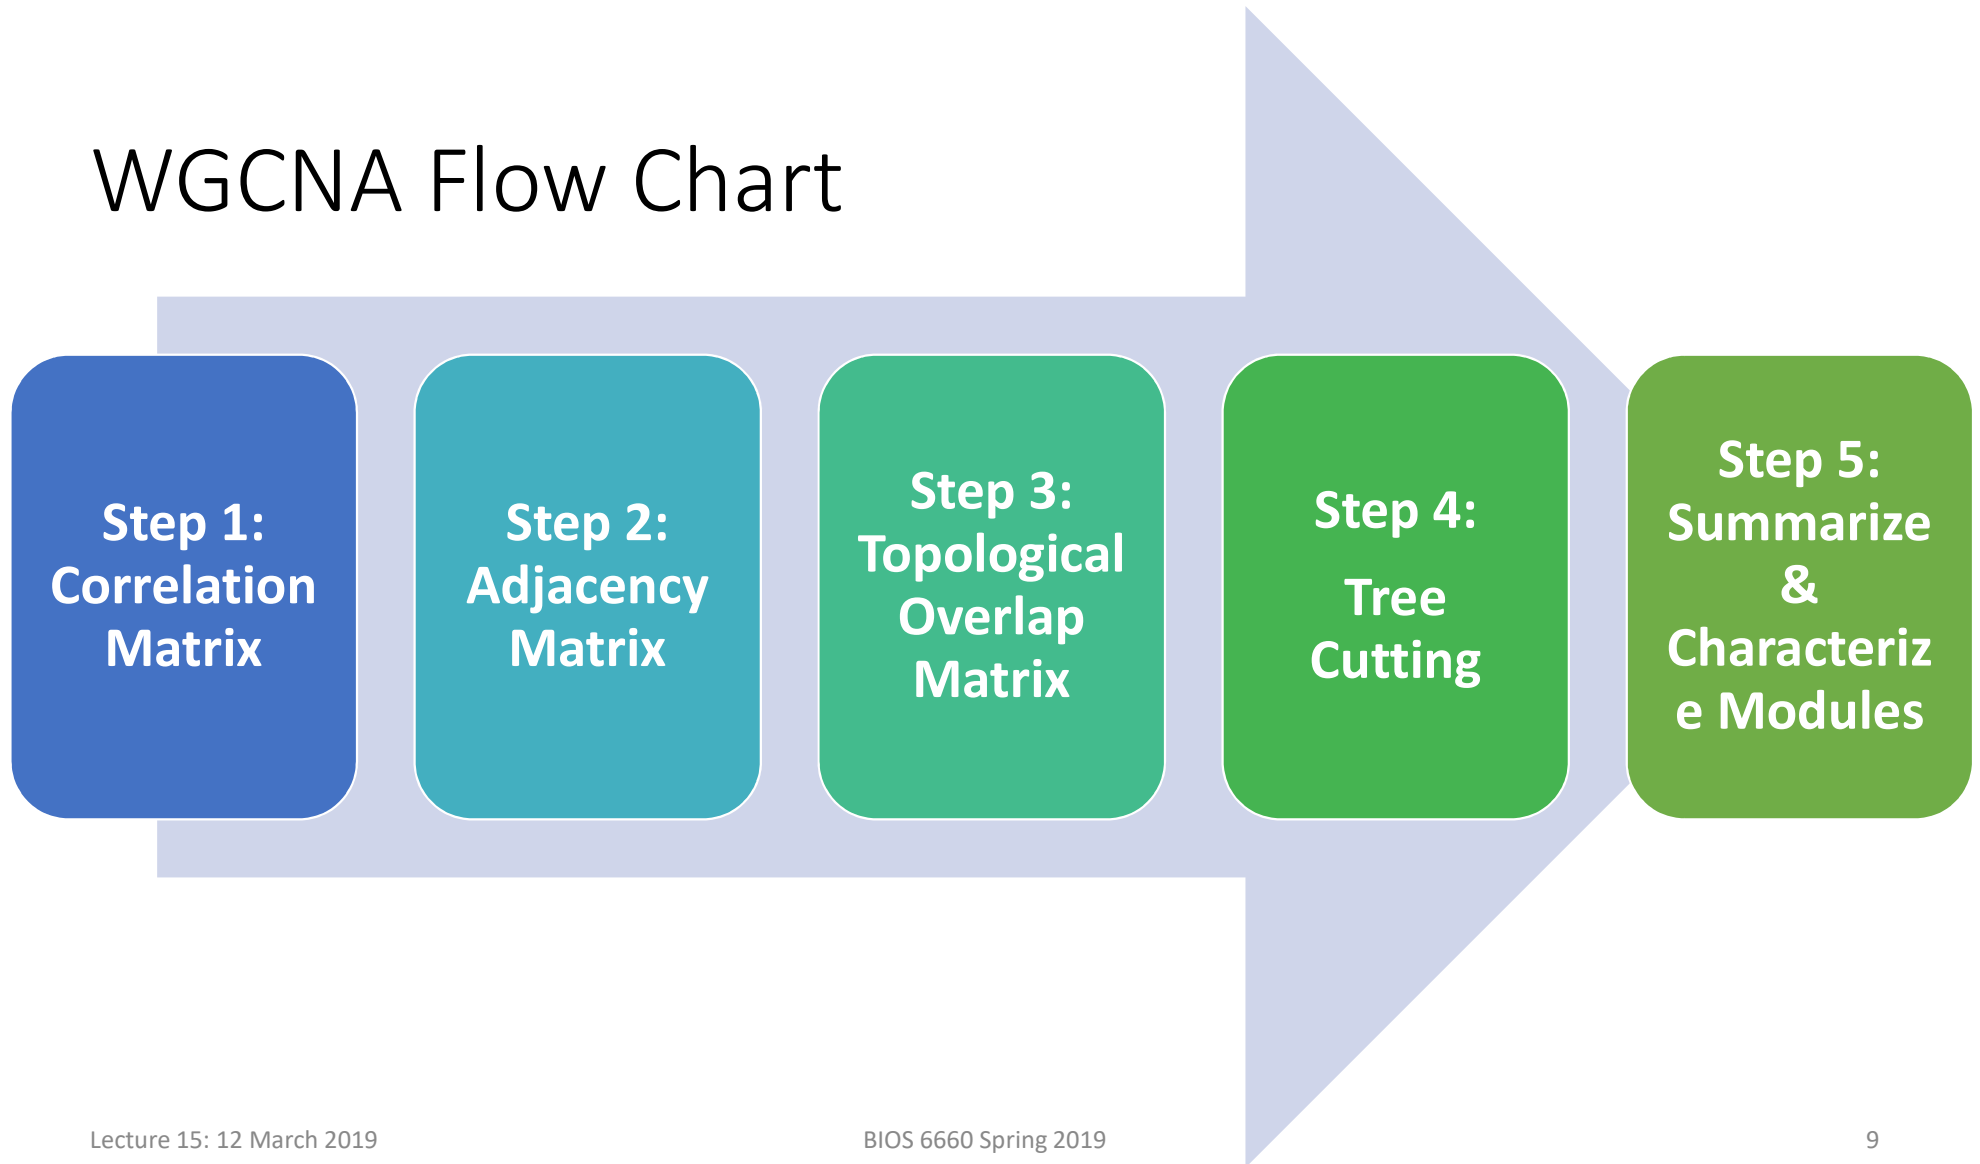 WGCNA Flow Chart
Step 1:
Correlation
Matrix
Step 2:
Adjacency
Matrix
Step 3:
Topological
Overlap
Matrix
Step 4:
Tree
Cutting
Step 5:
Summarize
&
Characteriz
e Modules
Lecture 15: 12 March 2019
BIOS 6660 Spring 2019
9